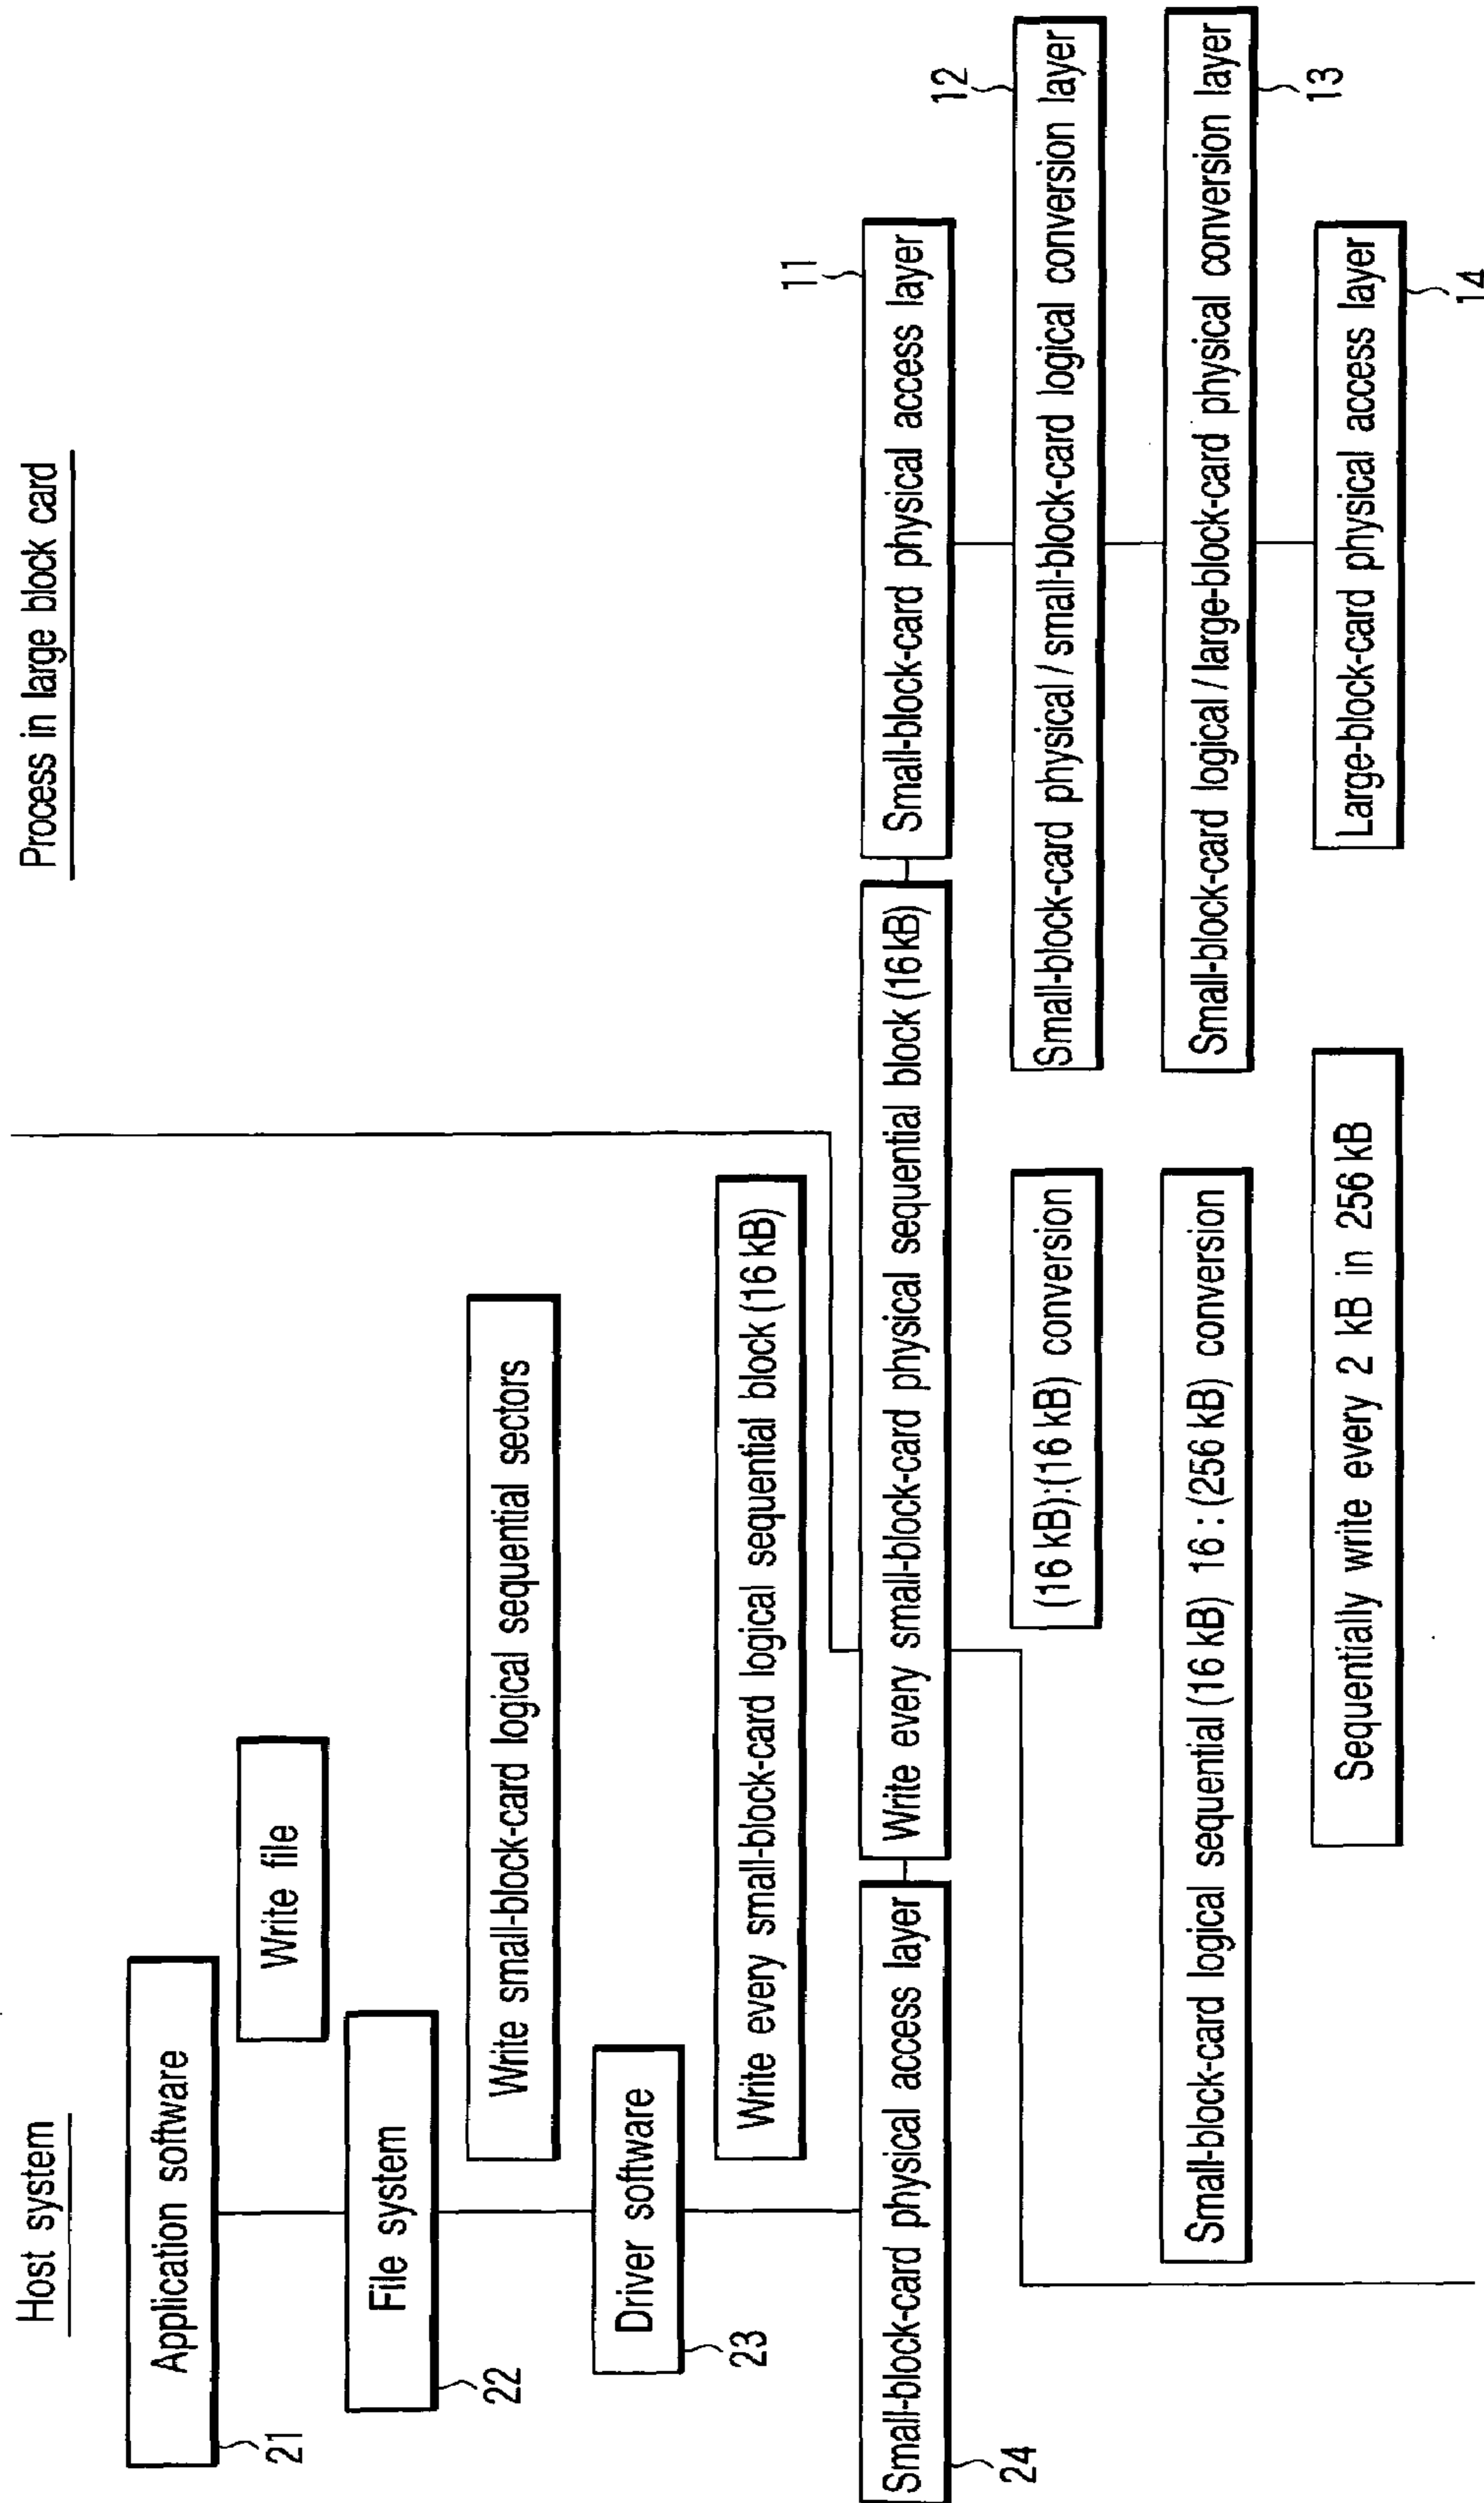 Host system
Process in large block card
Application software
21
Write file
File system
22
Write small-block-card logical sequential sectors
Driver software
23
Write every small-block-card logical sequential block (16 kB)
Small-block-card physical access layer
24
Write every small-block-card physical sequential block (16 kB)
Small-block-card physical access layer
11
(16 kB):(16 kB) conversion
Small-block-card physical / small-block-card logical conversion layer
12
Small-block-card logical sequential (16 kB) 16 : (256 kB) conversion
Small-block-card logical / large-block-card physical conversion layer
13
Sequentially write every 2 kB in 256 kB
Large-block-card physical access layer
14